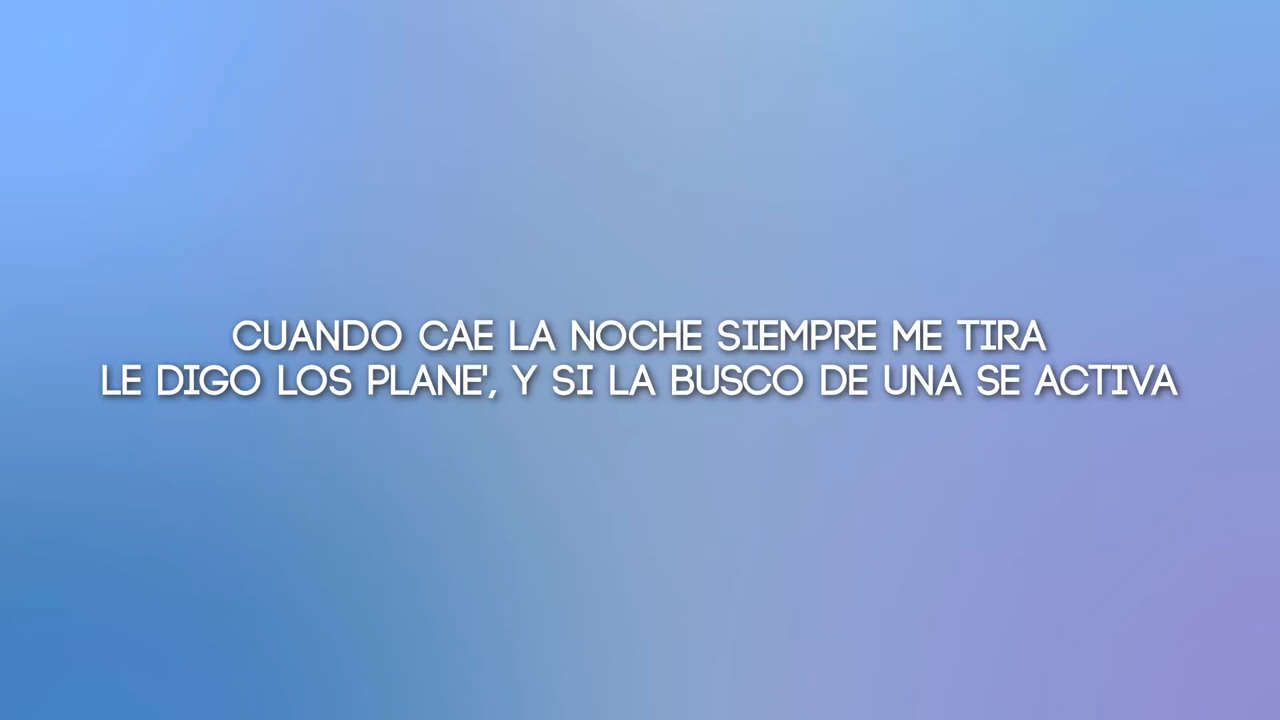 CUANDO CAE LA NOCHE SIEMPRE ME TIRA
LE DIGO LOS PLANE', Y SI LA BUSCO DE UNA SE ACTIVA